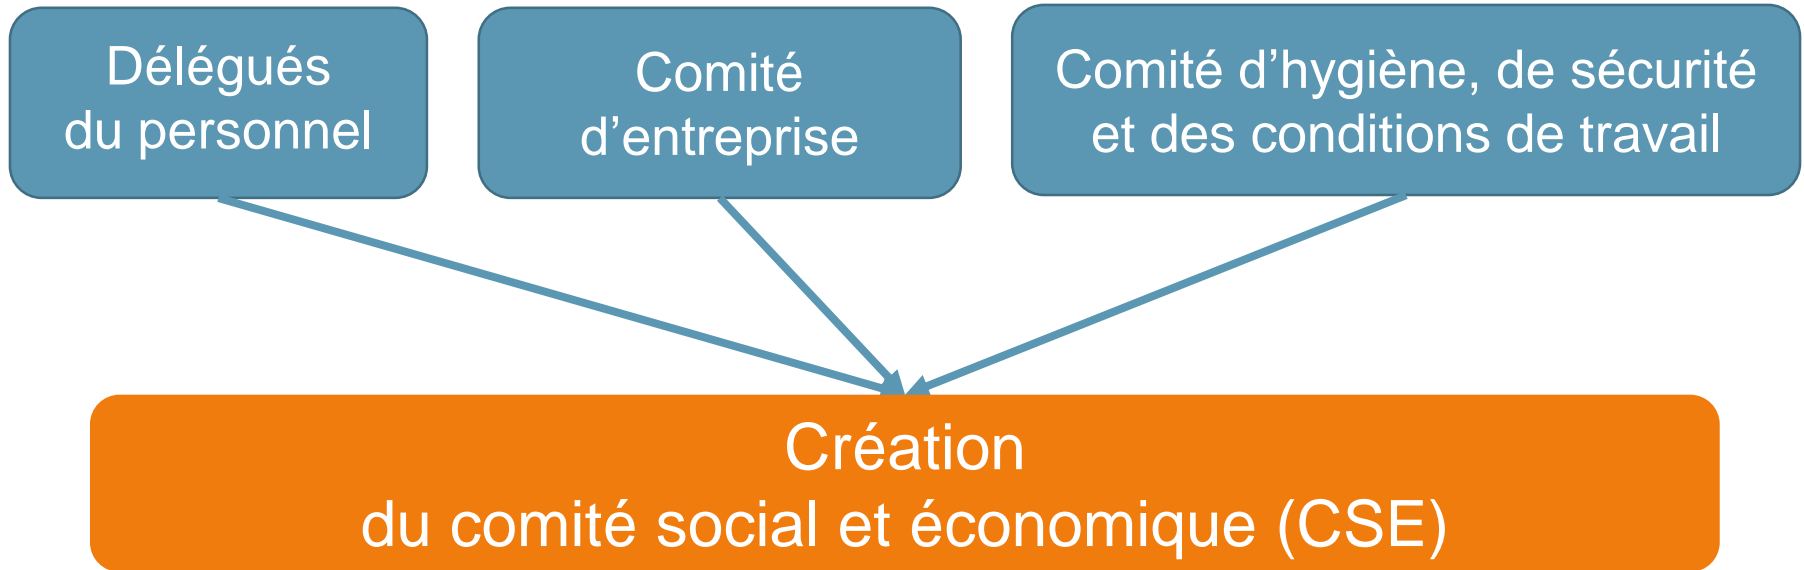 Délégués
du personnel
Comité
d’entreprise
Comité d’hygiène, de sécurité
et des conditions de travail
Création
du comité social et économique (CSE)